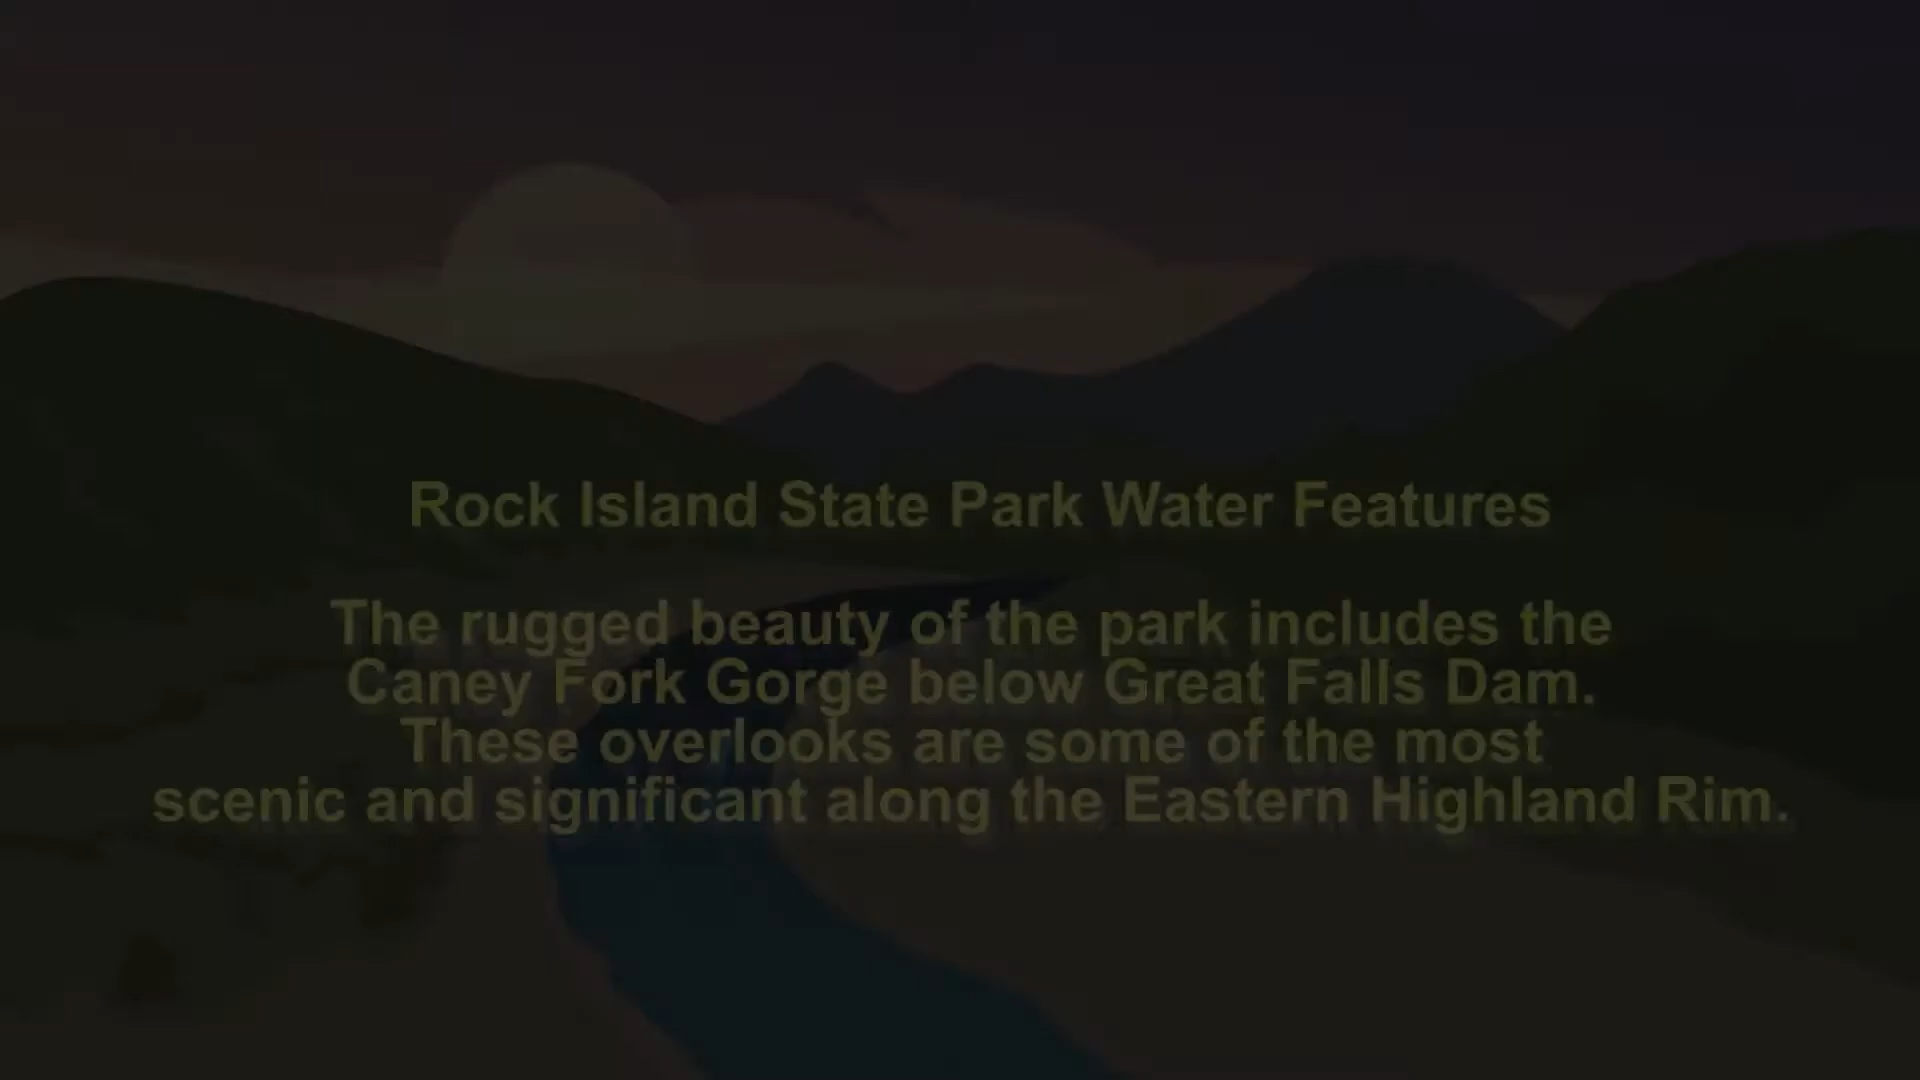 Rock Island State Park Water Features
The rugged beauty of the park includes the
Caney Fork Gorge below Great Falls Dam.
These overlooks are some of the most
scenic and significant along the Eastern Highland Rim.